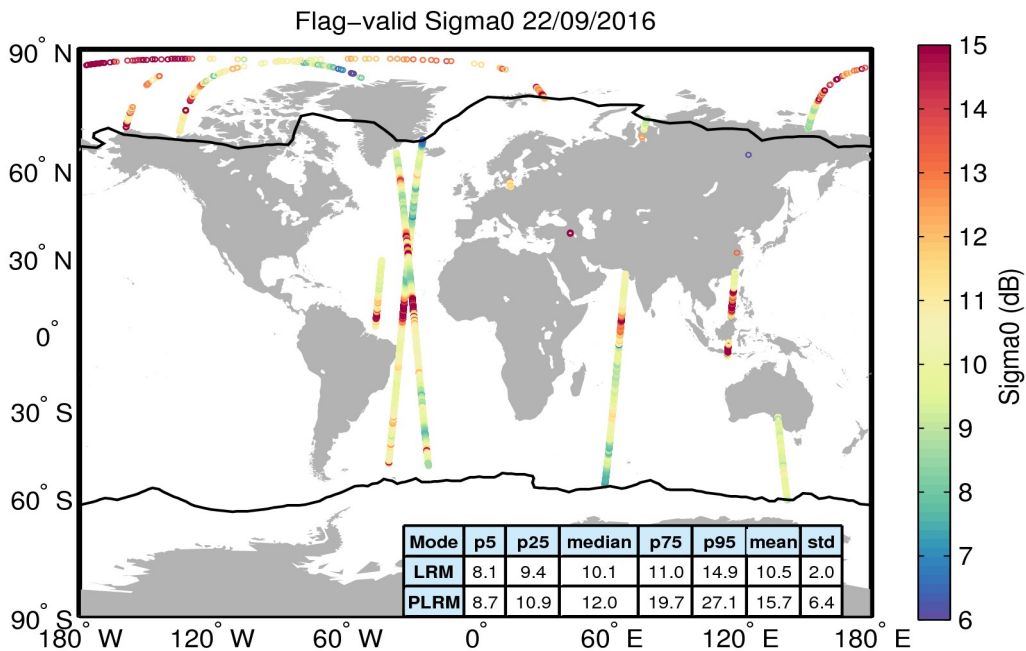 Flag-valid Sigma0 22/09/2016
90° N
60° N
30° N
0°
30° S
60° S
90° S
180° W
120° W
60° W
0°
60° E
120° E
180° E
Mode p5 p25 median p75 p95 mean std
LRM 8.1 9.4 10.1 11.0 14.9 10.5 2.0
PLRM 8.7 10.9 12.0 19.7 27.1 15.7 6.4
15
14
13
12
11
10
9
8
7
6
Sigma0 (dB)